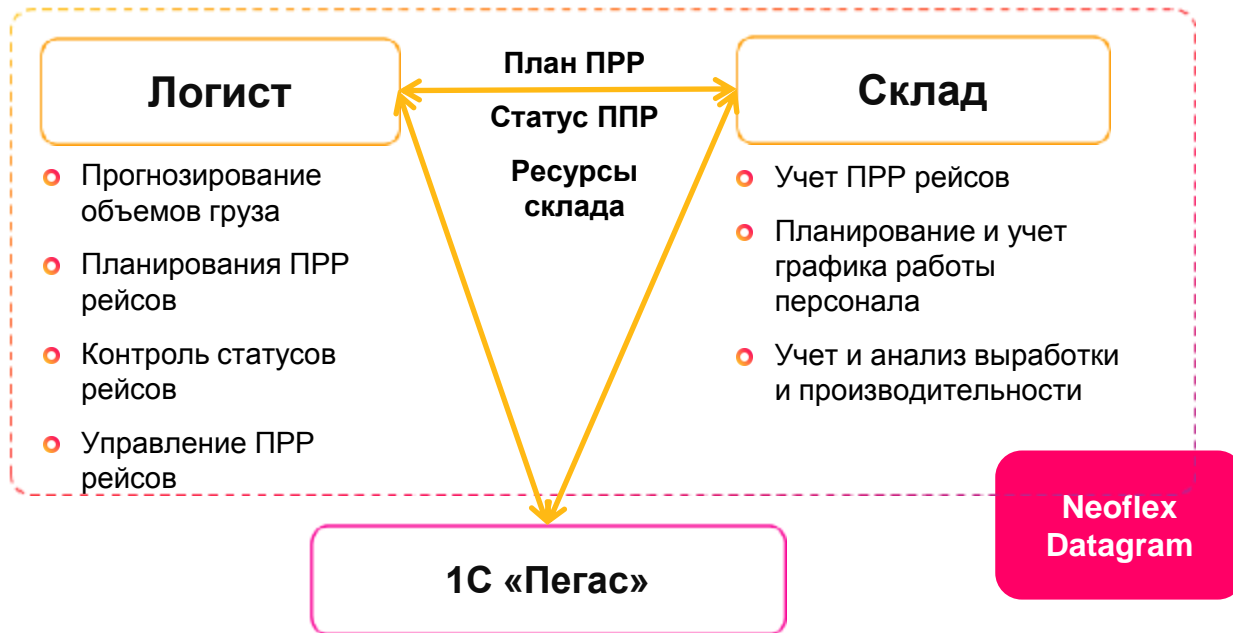 Логист
План ПРР
Статус ППР
Ресурсы
склада
Склад
Прогнозирование
объемов груза
Планирования ПРР
рейсов
Контроль статусов
рейсов
Управление ПРР
рейсов
Учет ПРР рейсов
Планирование и учет
графика работы
персонала
Учет и анализ выработки
и производительности
Neoflex
Datagram
1С «Пегас»